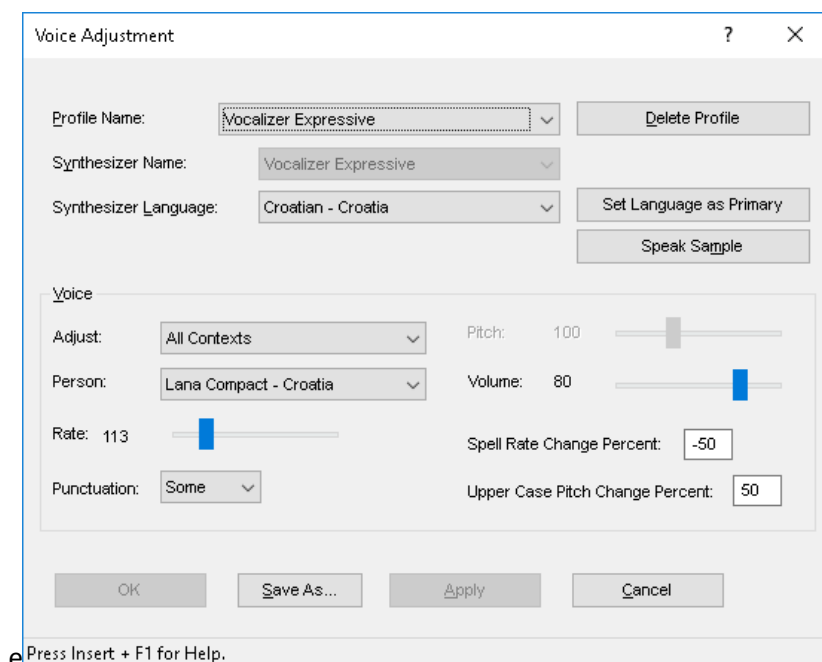 Voice Adjustment ?
Profile Name: Vocalizer Expressive Delete Profile
Synthesizer Name: Vocalizer Expressive
Synthesizer Language: Croatian - Croatia Set Language as Primary
Speak Sample
Voice
Adjust: All Contexts Pitch: 100
Person: Lana Compact - Croatia Volume: 80
Rate: 113 Spell Rate Change Percent: -50
Punctuation: Some Upper Case Pitch Change Percent: 50
OK Save As... Apply Cancel
e Press Insert + F1 for Help.